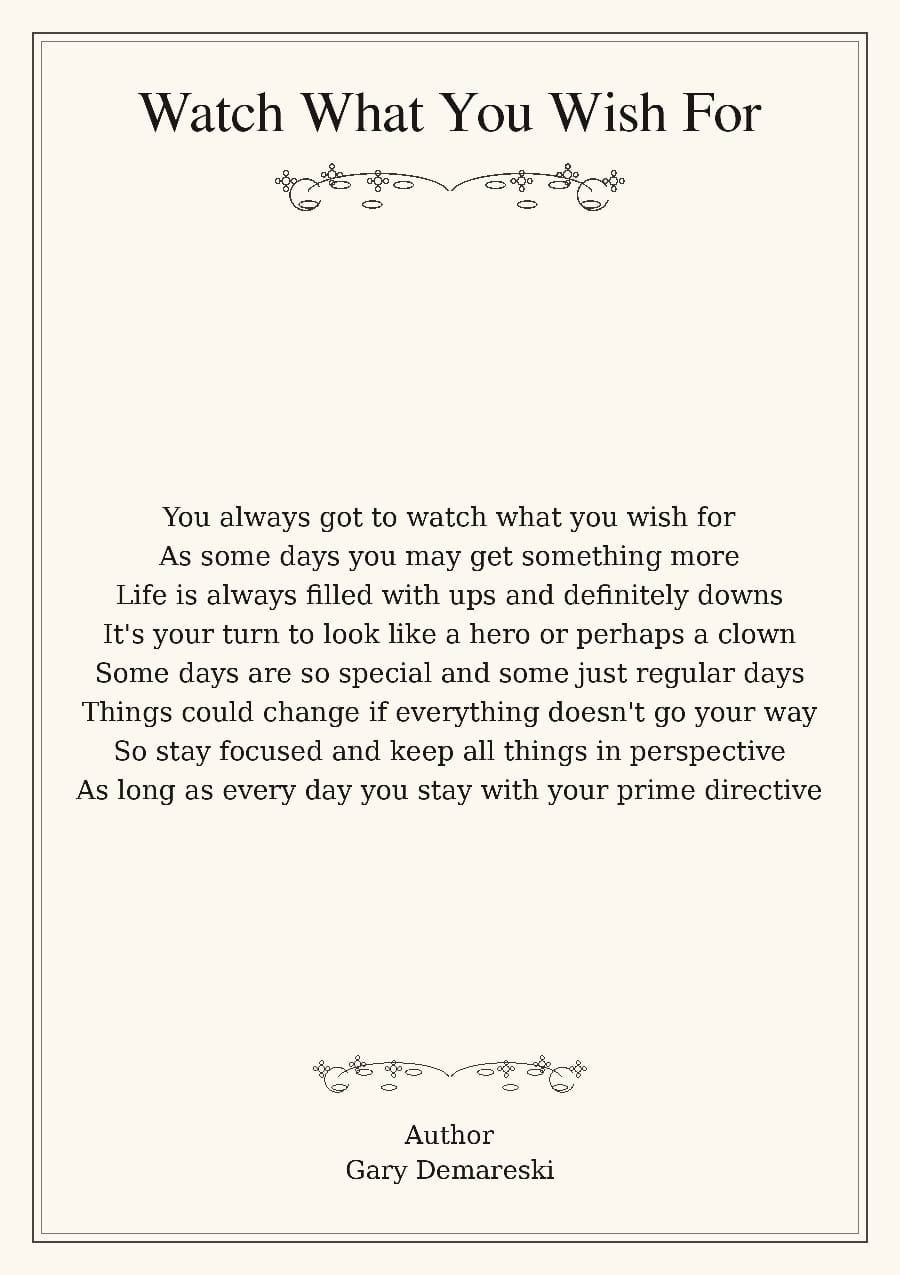 Watch What You Wish For
You always got to watch what you wish for
As some days you may get something more
Life is always filled with ups and definitely downs
It's your turn to look like a hero or perhaps a clown
Some days are so special and some just regular days
Things could change if everything doesn't go your way
So stay focused and keep all things in perspective
As long as every day you stay with your prime directive
Author
Gary Demareski